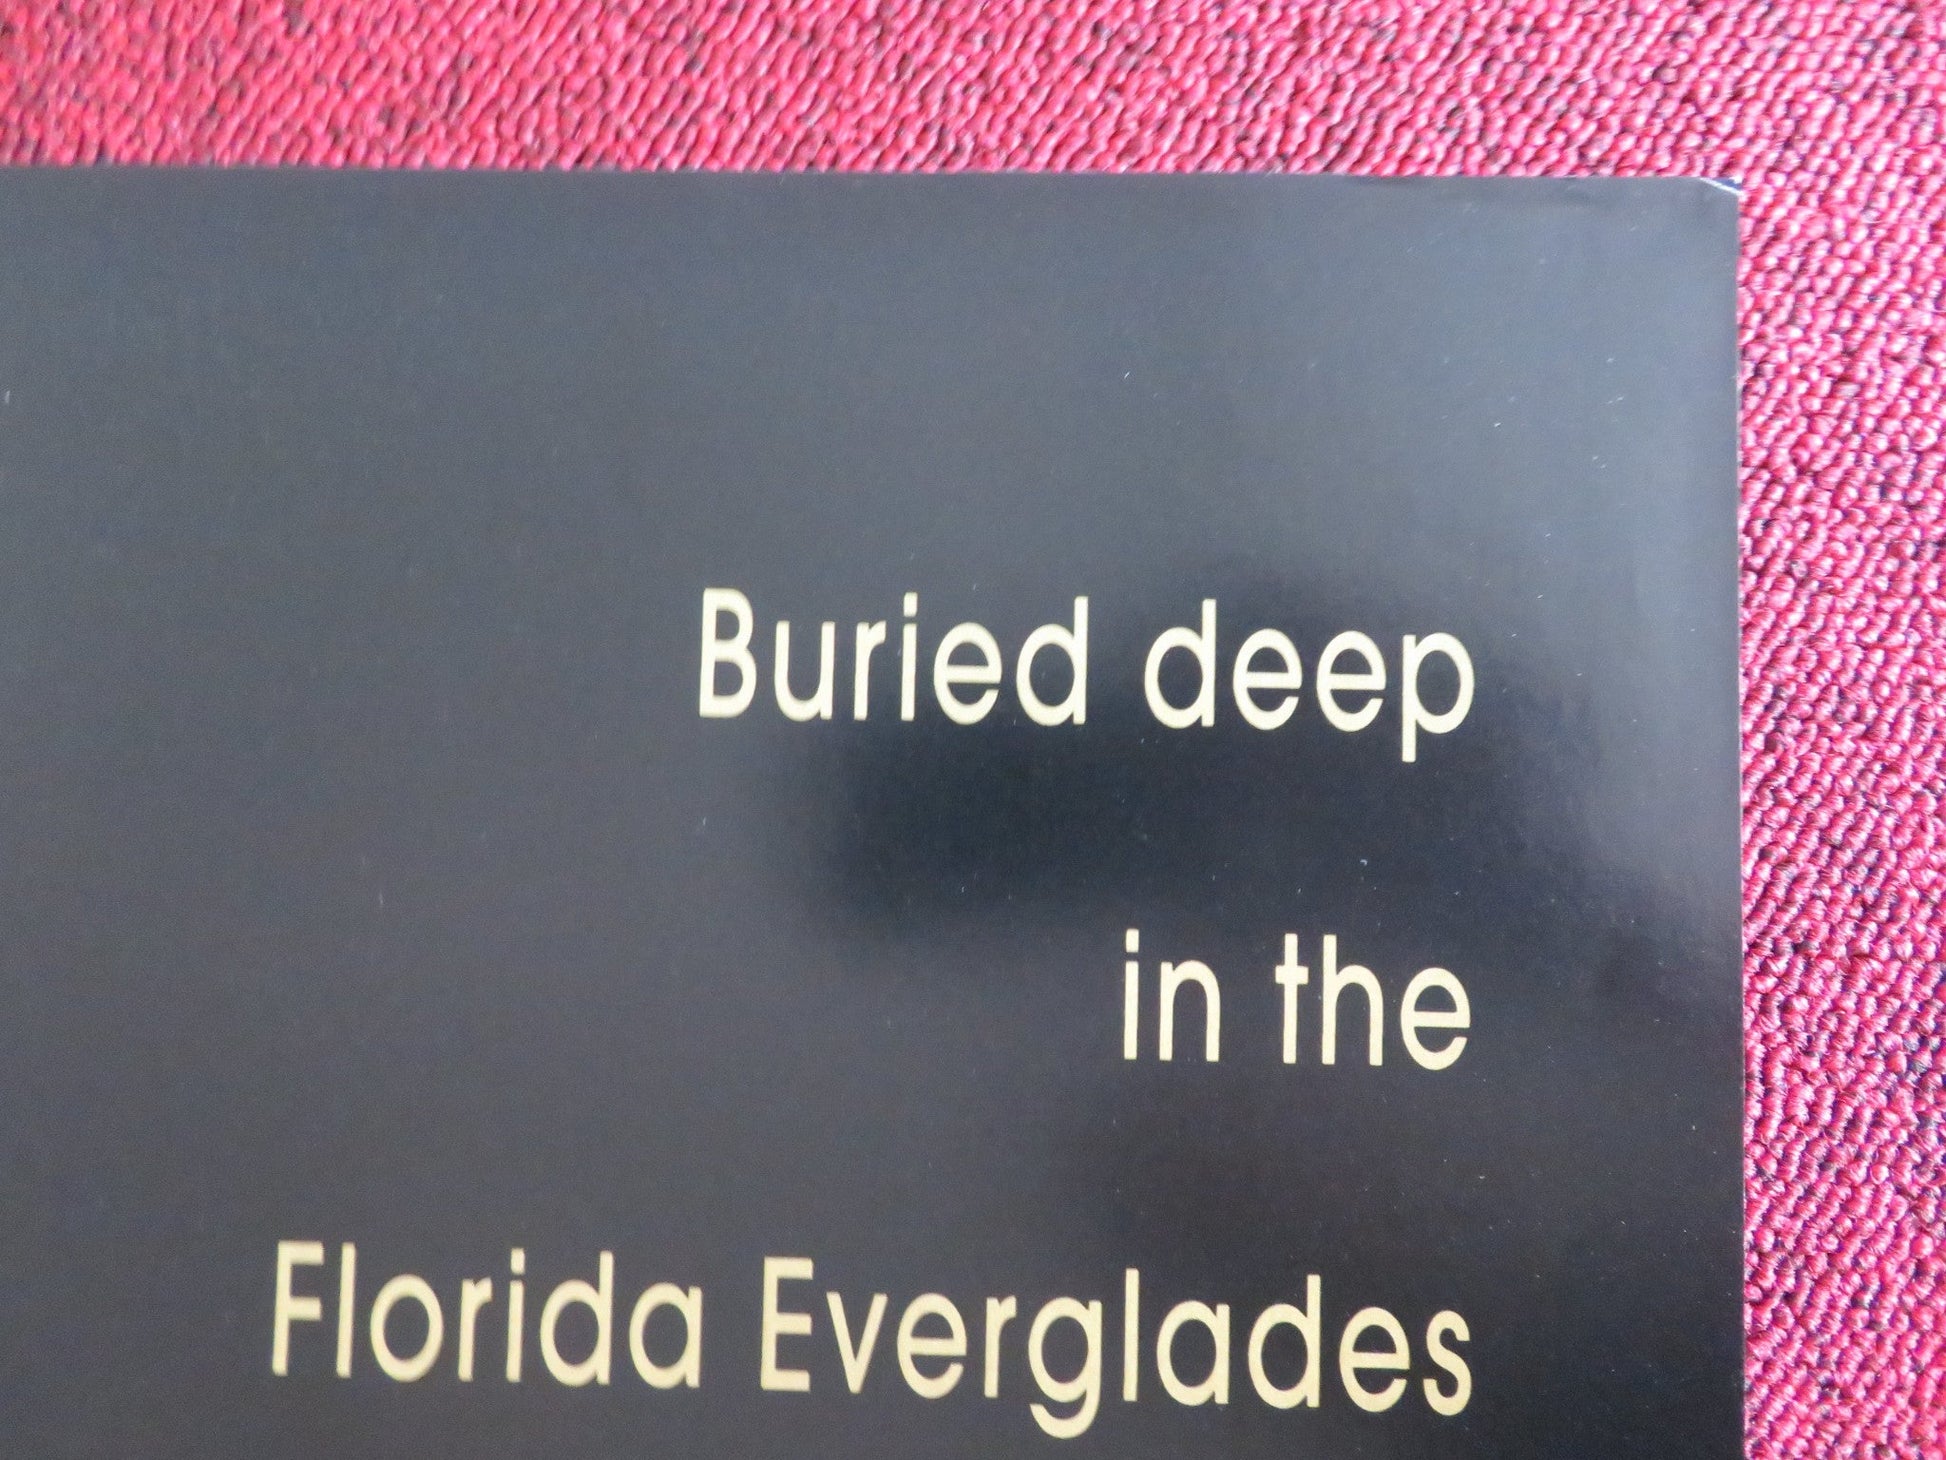 Buried deep
in the
Florida Everglades